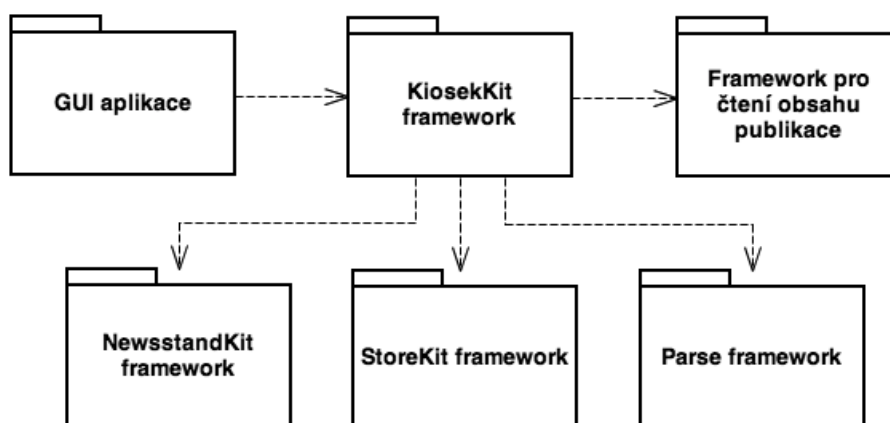 GUI aplikace
KiosekKit
framework
Framework pro
čtení obsahu
publikace
NewsstandKit
framework
StoreKit framework
Parse framework